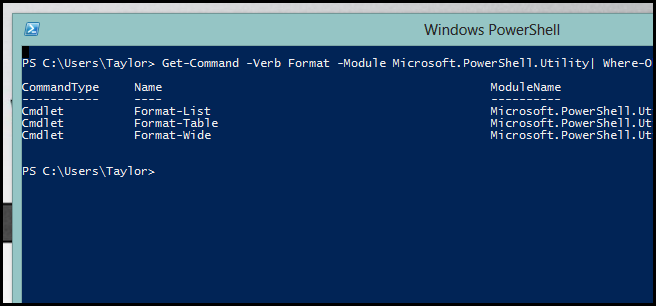 Windows PowerShell
PS C:\Users\Taylor> Get-Command -Verb Format -Module Microsoft.PowerShell.Utility| Where-O
CommandType Name ModuleName
----------- ---- ----------
Cmdlet Format-List Microsoft.PowerShell.Ut
Cmdlet Format-Table Microsoft.PowerShell.Ut
Cmdlet Format-Wide Microsoft.PowerShell.Ut
PS C:\Users\Taylor>